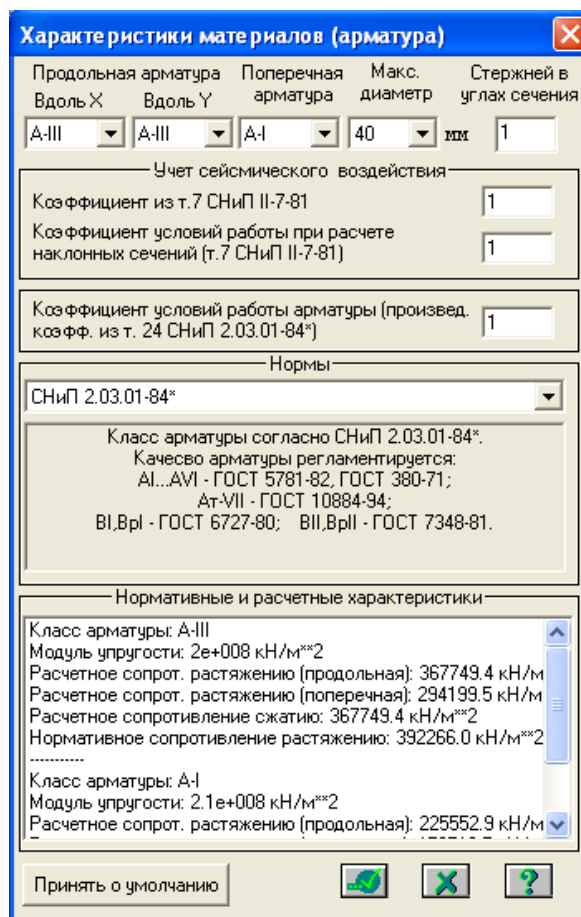 Характеристики материалов (арматура)
Продольная арматура Поперечная Макс. Стержней в
Вдоль X Вдоль Y арматура диаметр углах сечения
A-III A-III A-I 40 мм 1
Учет сейсмического воздействия
Коэффициент из т.7 СНиП II-7-81 1
Коэффициент условий работы при расчете
наклонных сечений (т.7 СНиП II-7-81) 1
Коэффициент условий работы арматуры (произвед.
коэфф. из т. 24 СНиП 2.03.01-84*) 1
Нормы
СНиП 2.03.01-84*
Класс арматуры согласно СНиП 2.03.01-84*.
Качесво арматуры регламентируется:
AI...AVI - ГОСТ 5781-82, ГОСТ 380-71;
Ат-VII - ГОСТ 10884-94;
BI,BpI - ГОСТ 6727-80; BII,BpII - ГОСТ 7348-81.
Нормативные и расчетные характеристики
Класс арматуры: A-III
Модуль упругости: 2e+008 кН/м**2
Расчетное сопрот. растяжению (продольная): 367749.4 кН/м
Расчетное сопрот. растяжению (поперечная): 294199.5 кН/м
Расчетное сопротивление сжатию: 367749.4 кН/м**2
Нормативное сопротивление растяжению: 392266.0 кН/м**2
-----------
Класс арматуры: A-I
Модуль упругости: 2.1e+008 кН/м**2
Расчетное сопрот. растяжению (продольная): 225552.9 кН/м
Принять о умолчанию